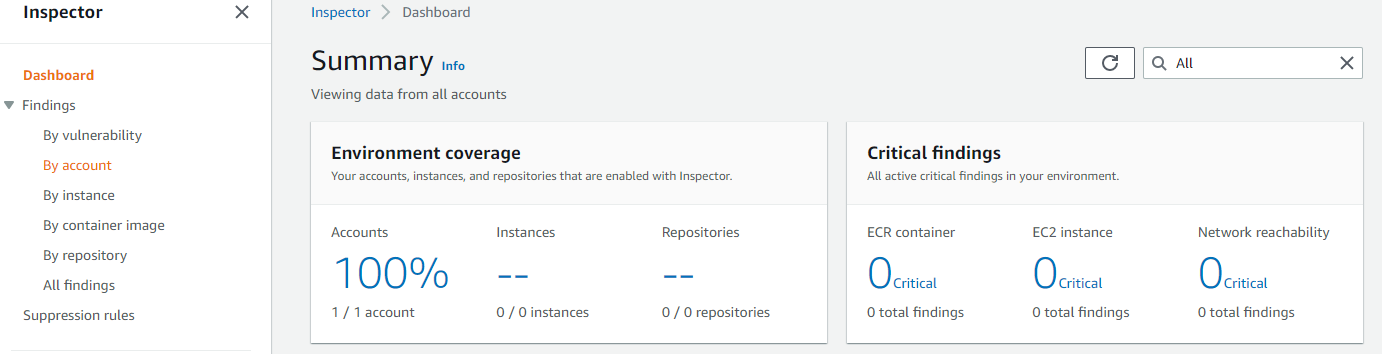 Inspector
Dashboard
Findings
By vulnerability
By account
By instance
By container image
By repository
All findings
Suppression rules
Inspector Dashboard
Summary Info
All
Viewing data from all accounts
Environment coverage
Your accounts, instances, and repositories that are enabled with Inspector.
Accounts Instances Repositories
100% -- --
1 / 1 account 0 / 0 instances 0 / 0 repositories
Critical findings
All active critical findings in your environment.
ECR container EC2 instance Network reachability
0 Critical 0 Critical 0 Critical
0 total findings 0 total findings 0 total findings